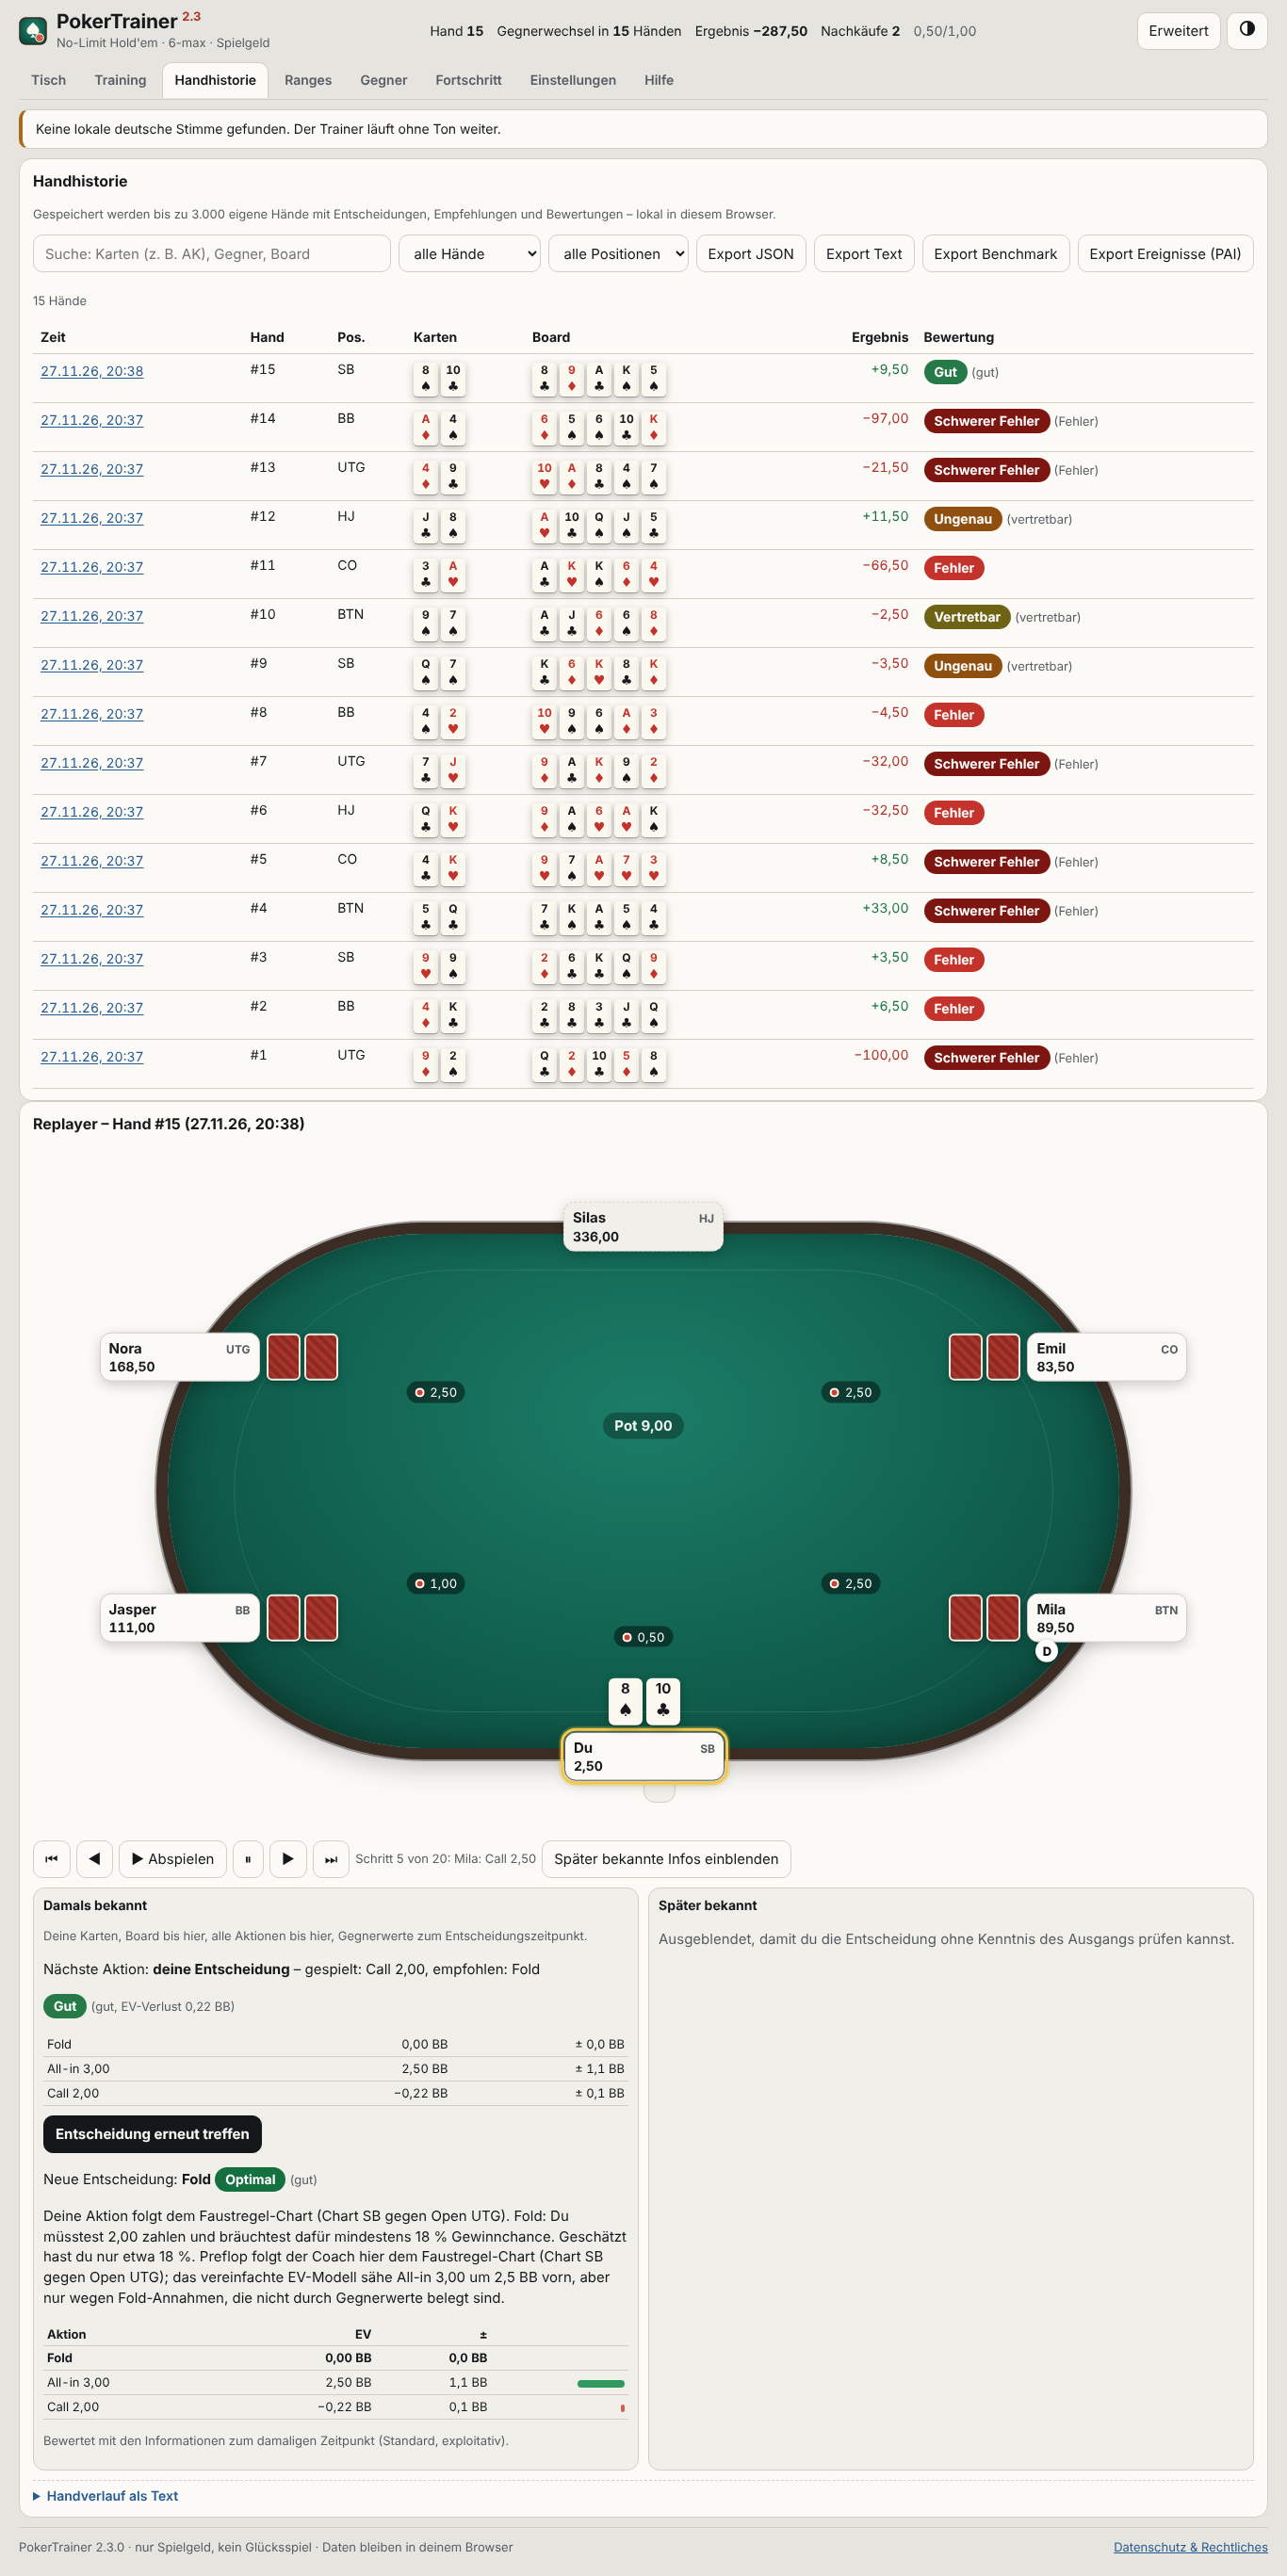 PokerTrainer 2.3
No-Limit Hold'em · 6-max · Spielgeld
Hand 15 Gegnerwechsel in 15 Händen Ergebnis −287,50 Nachkäufe 2 0,50/1,00
Erweitert
Tisch Training Handhistorie Ranges Gegner Fortschritt Einstellungen Hilfe
Keine lokale deutsche Stimme gefunden. Der Trainer läuft ohne Ton weiter.
Handhistorie
Gespeichert werden bis zu 3.000 eigene Hände mit Entscheidungen, Empfehlungen und Bewertungen – lokal in diesem Browser.
Suche: Karten (z. B. AK), Gegner, Board alle Hände alle Positionen Export JSON Export Text Export Benchmark Export Ereignisse (PAI)
15 Hände
Zeit Hand Pos. Karten Board Ergebnis Bewertung
27.11.26, 20:38 #15 SB 8♠ 10♣ 8♣ 9♦ A♣ K♠ 5♠ +9,50 Gut (gut)
27.11.26, 20:37 #14 BB A♦ 4♠ 6♦ 5♠ 6♠ 10♣ K♦ −97,00 Schwerer Fehler (Fehler)
27.11.26, 20:37 #13 UTG 4♦ 9♣ 10♥ A♦ 8♣ 4♠ 7♠ −21,50 Schwerer Fehler (Fehler)
27.11.26, 20:37 #12 HJ J♣ 8♠ A♥ 10♣ Q♠ J♠ 5♣ +11,50 Ungenau (vertretbar)
27.11.26, 20:37 #11 CO 3♣ A♥ A♣ K♥ K♠ 6♦ 4♥ −66,50 Fehler
27.11.26, 20:37 #10 BTN 9♠ 7♠ A♣ J♣ 6♦ 6♠ 8♦ −2,50 Vertretbar (vertretbar)
27.11.26, 20:37 #9 SB Q♠ 7♠ K♣ 6♦ K♥ 8♣ K♦ −3,50 Ungenau (vertretbar)
27.11.26, 20:37 #8 BB 4♠ 2♥ 10♥ 9♠ 6♠ A♦ 3♦ −4,50 Fehler
27.11.26, 20:37 #7 UTG 7♣ J♥ 9♦ A♣ K♦ 9♠ 2♦ −32,00 Schwerer Fehler (Fehler)
27.11.26, 20:37 #6 HJ Q♣ K♥ 9♦ A♠ 6♥ A♥ K♠ −32,50 Fehler
27.11.26, 20:37 #5 CO 4♣ K♥ 9♥ 7♠ A♥ 7♥ 3♥ +8,50 Schwerer Fehler (Fehler)
27.11.26, 20:37 #4 BTN 5♣ Q♣ 7♣ K♠ A♣ 5♠ 4♣ +33,00 Schwerer Fehler (Fehler)
27.11.26, 20:37 #3 SB 9♥ 9♠ 2♦ 6♣ K♣ Q♠ 9♦ +3,50 Fehler
27.11.26, 20:37 #2 BB 4♦ K♣ 2♣ 8♣ 3♣ J♣ Q♠ +6,50 Fehler
27.11.26, 20:37 #1 UTG 9♦ 2♠ Q♣ 2♦ 10♣ 5♦ 8♠ −100,00 Schwerer Fehler (Fehler)
Replayer – Hand #15 (27.11.26, 20:38)
Silas HJ
336,00
Nora UTG
168,50
Emil CO
83,50
2,50
2,50
Pot 9,00
1,00
2,50
Jasper BB
111,00
Mila BTN
89,50
D
0,50
8♠ 10♣
Du SB
2,50
⏮ ◀ ▶ Abspielen ⏸ ▶ ⏭ Schritt 5 von 20: Mila: Call 2,50 Später bekannte Infos einblenden
Damals bekannt
Deine Karten, Board bis hier, alle Aktionen bis hier, Gegnerwerte zum Entscheidungszeitpunkt.
Nächste Aktion: deine Entscheidung – gespielt: Call 2,00, empfohlen: Fold
Gut (gut, EV-Verlust 0,22 BB)
Fold 0,00 BB ± 0,0 BB
All-in 3,00 2,50 BB ± 1,1 BB
Call 2,00 −0,22 BB ± 0,1 BB
Entscheidung erneut treffen
Neue Entscheidung: Fold Optimal (gut)
Deine Aktion folgt dem Faustregel-Chart (Chart SB gegen Open UTG). Fold: Du
müsstest 2,00 zahlen und bräuchtest dafür mindestens 18 % Gewinnchance. Geschätzt
hast du nur etwa 18 %. Preflop folgt der Coach hier dem Faustregel-Chart (Chart SB
gegen Open UTG); das vereinfachte EV-Modell sähe All-in 3,00 um 2,5 BB vorn, aber
nur wegen Fold-Annahmen, die nicht durch Gegnerwerte belegt sind.
Aktion EV ±
Fold 0,00 BB 0,0 BB
All-in 3,00 2,50 BB 1,1 BB
Call 2,00 −0,22 BB 0,1 BB
Bewertet mit den Informationen zum damaligen Zeitpunkt (Standard, exploitativ).
Später bekannt
Ausgeblendet, damit du die Entscheidung ohne Kenntnis des Ausgangs prüfen kannst.
▶ Handverlauf als Text
PokerTrainer 2.3.0 · nur Spielgeld, kein Glücksspiel · Daten bleiben in deinem Browser
Datenschutz & Rechtliches